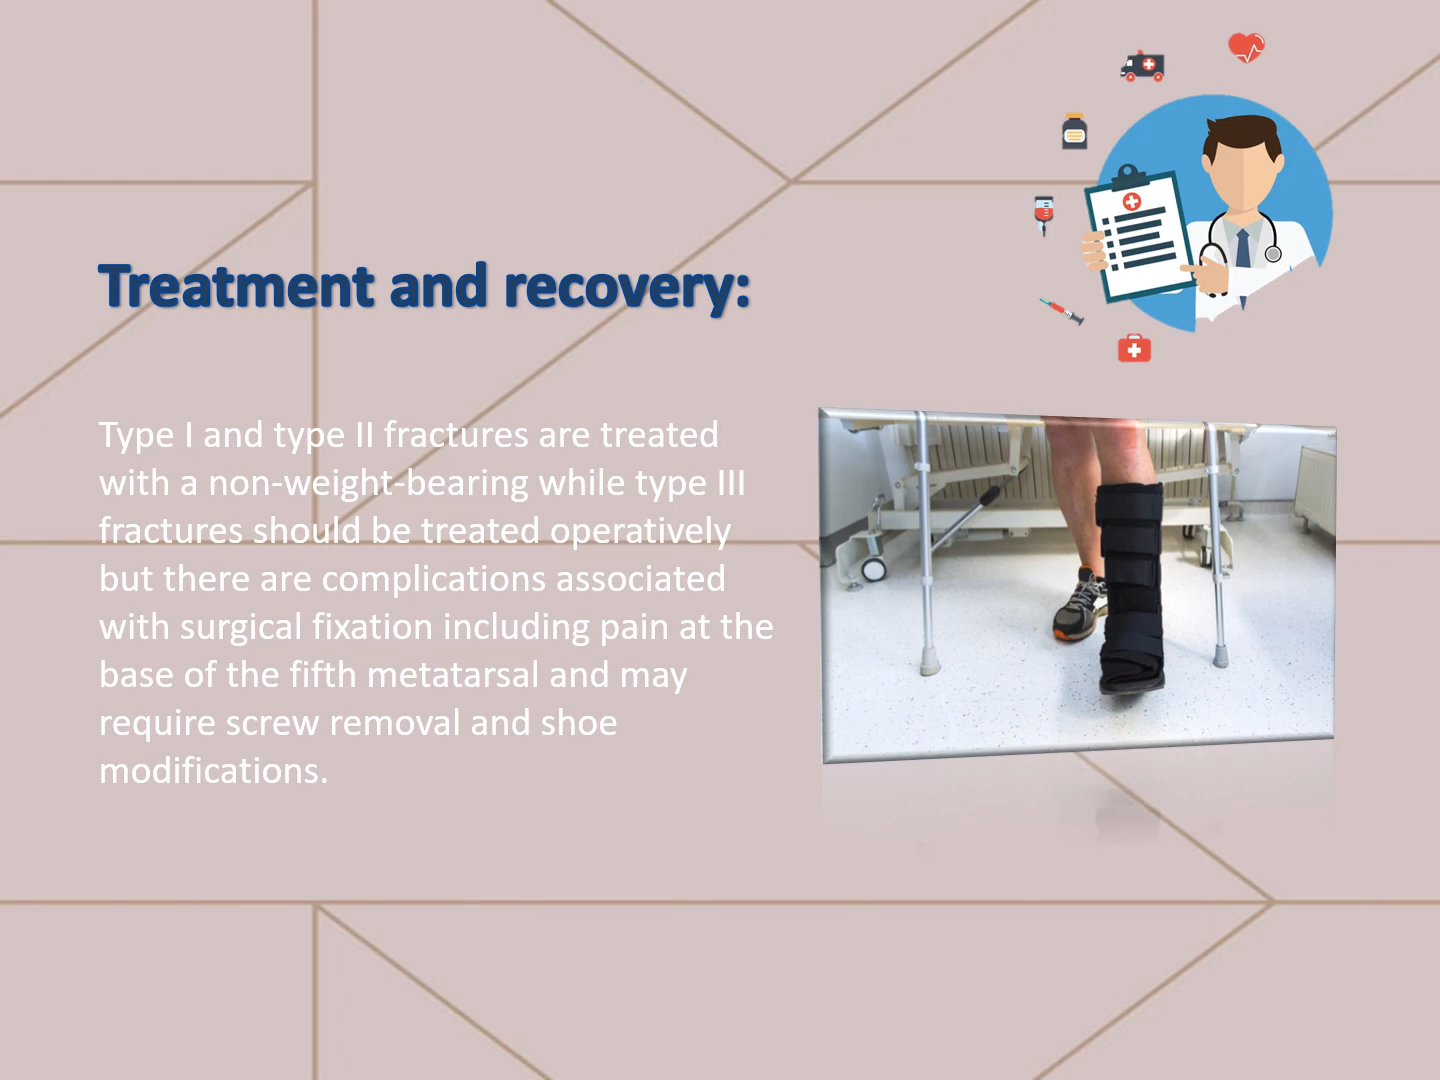 Treatment and recovery:
Type I and type II fractures are treated
with a non-weight-bearing while type III
fractures should be treated operatively
but there are complications associated
with surgical fixation including pain at the
base of the fifth metatarsal and may
require screw removal and shoe
modifications.